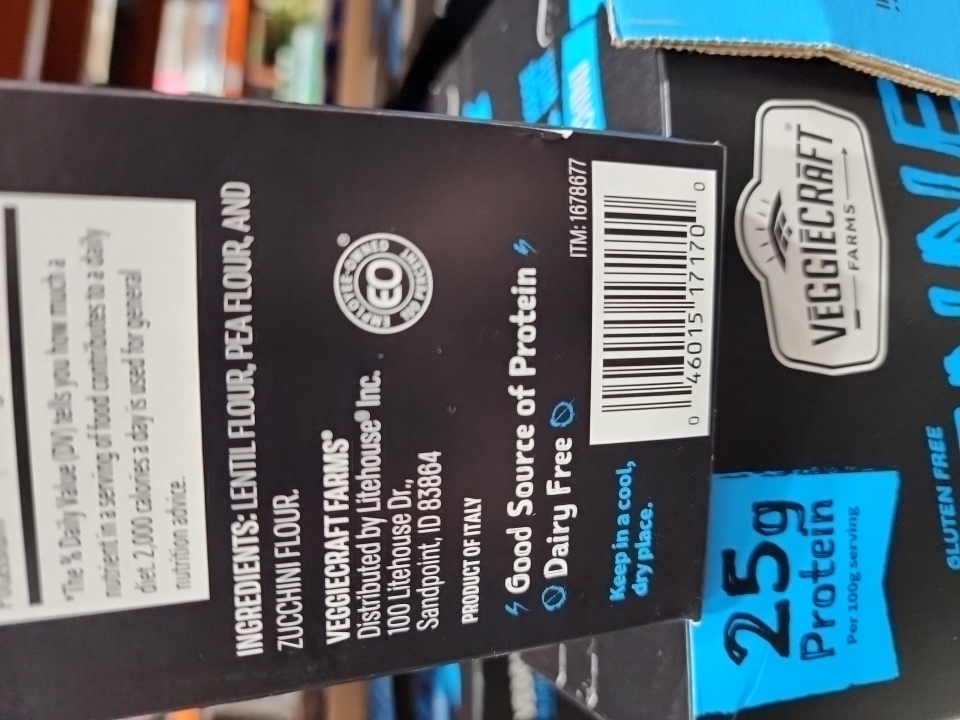 *The % Daily Value (DV) tells you how much a
nutrient in a serving of food contributes to a daily
diet. 2,000 calories a day is used for general
nutrition advice.
INGREDIENTS: LENTIL FLOUR, PEA FLOUR, AND
ZUCCHINI FLOUR.
VEGGIECRAFT FARMS®
Distributed by Litehouse® Inc.
100 Litehouse Dr.,
Sandpoint, ID 83864
EMPLOYEE-OWNED
EO
®
PRODUCT OF ITALY
Good Source of Protein
Dairy Free
ITM: 1678677
0 46015 17170 0
Keep in a cool,
dry place.
VEGGIECRAFT®
FARMS
25g
Protein
Per 100g serving
GLUTEN FREE